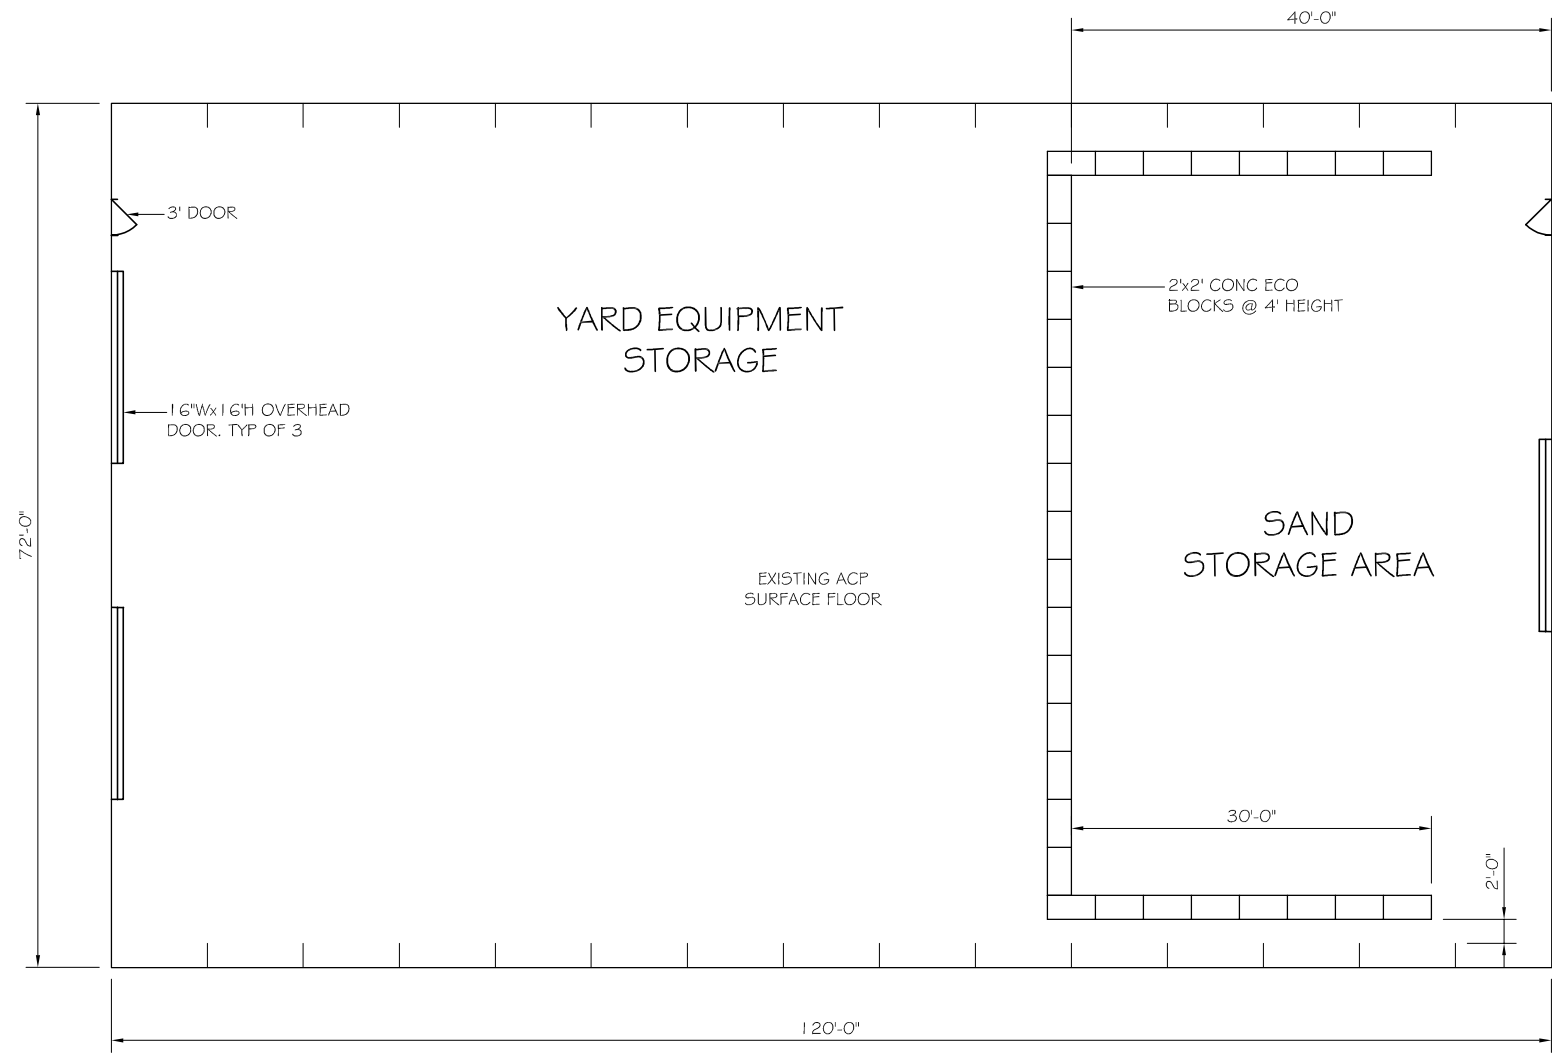 40'-0"
3' DOOR
2'x2' CONC ECO
BLOCKS @ 4' HEIGHT
YARD EQUIPMENT
STORAGE
16"Wx16'H OVERHEAD
DOOR. TYP OF 3
72'-0"
SAND
STORAGE AREA
EXISTING ACP
SURFACE FLOOR
30'-0"
2'-0"
120'-0"